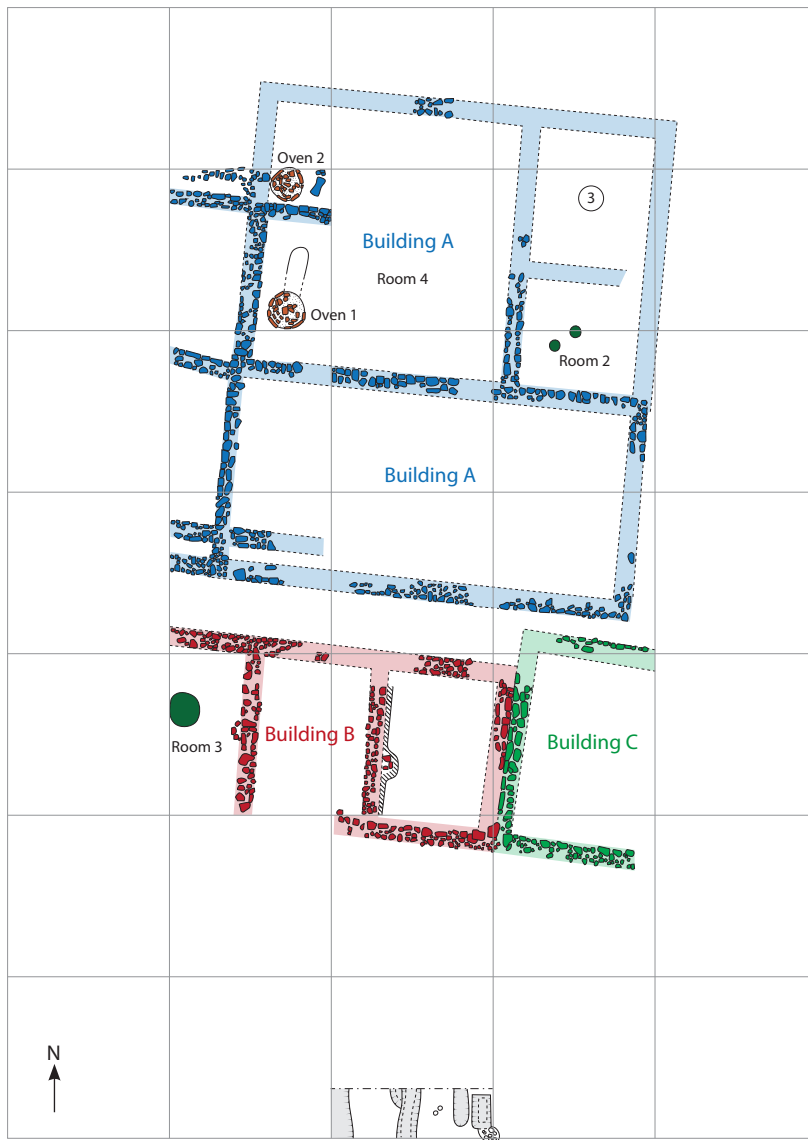 Oven 2
3
Building A
Room 4
Oven 1
Room 2
Building A
Building B
Building C
Room 3
N